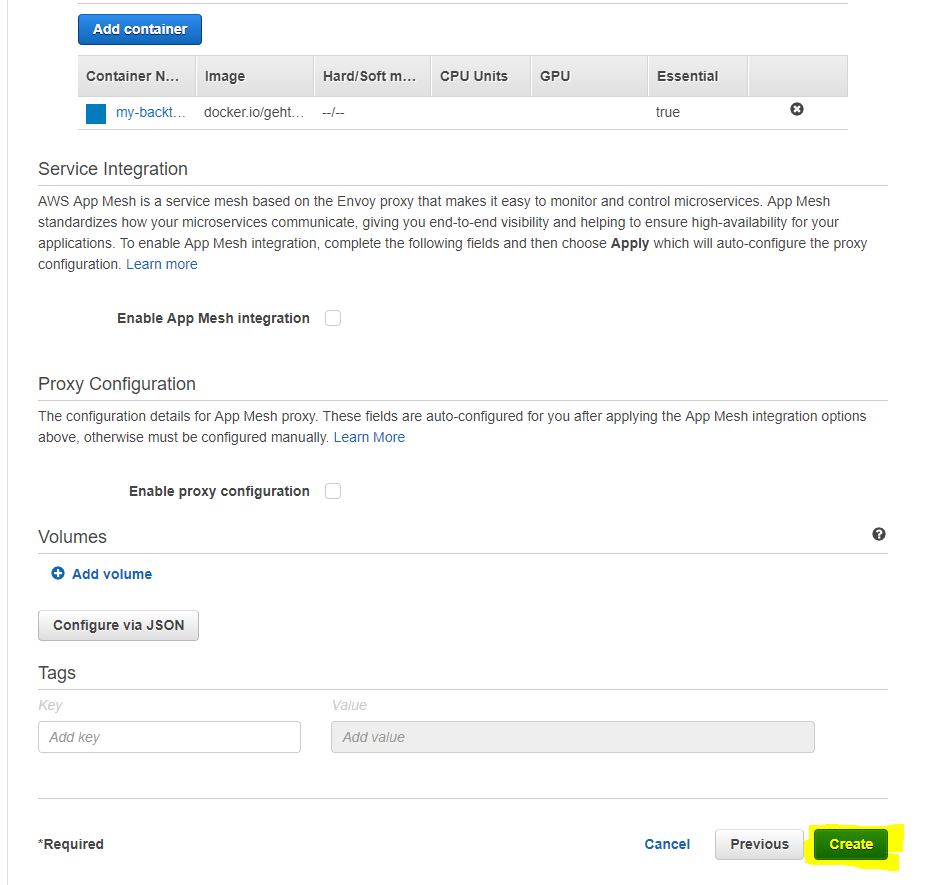 Add container
Container N... Image Hard/Soft m... CPU Units GPU Essential
my-backt... docker.io/geht... --/-- true
Service Integration
AWS App Mesh is a service mesh based on the Envoy proxy that makes it easy to monitor and control microservices. App Mesh
standardizes how your microservices communicate, giving you end-to-end visibility and helping to ensure high-availability for your
applications. To enable App Mesh integration, complete the following fields and then choose Apply which will auto-configure the proxy
configuration. Learn more
Enable App Mesh integration
Proxy Configuration
The configuration details for App Mesh proxy. These fields are auto-configured for you after applying the App Mesh integration options
above, otherwise must be configured manually. Learn More
Enable proxy configuration
Volumes
Add volume
Configure via JSON
Tags
Key Value
Add key Add value
*Required Cancel Previous Create